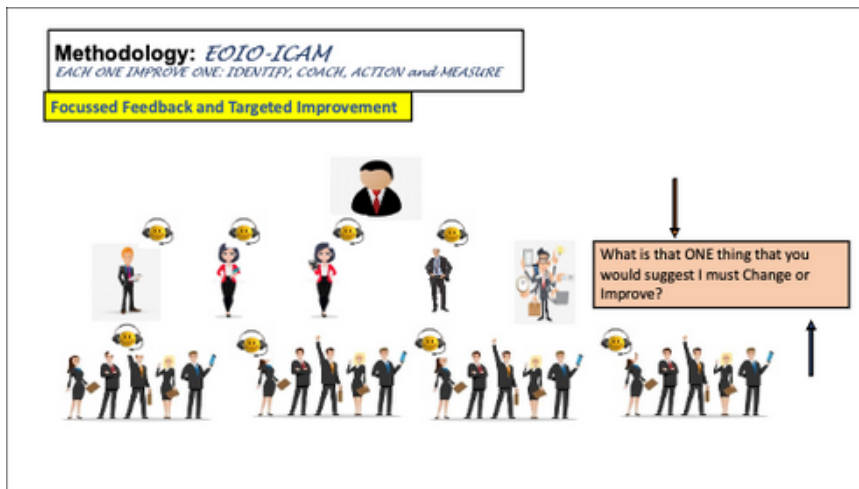 Methodology: EOIO-ICAM
EACH ONE IMPROVE ONE: IDENTIFY, COACH, ACTION and MEASURE
Focussed Feedback and Targeted Improvement
What is that ONE thing that you
would suggest I must Change or
Improve?